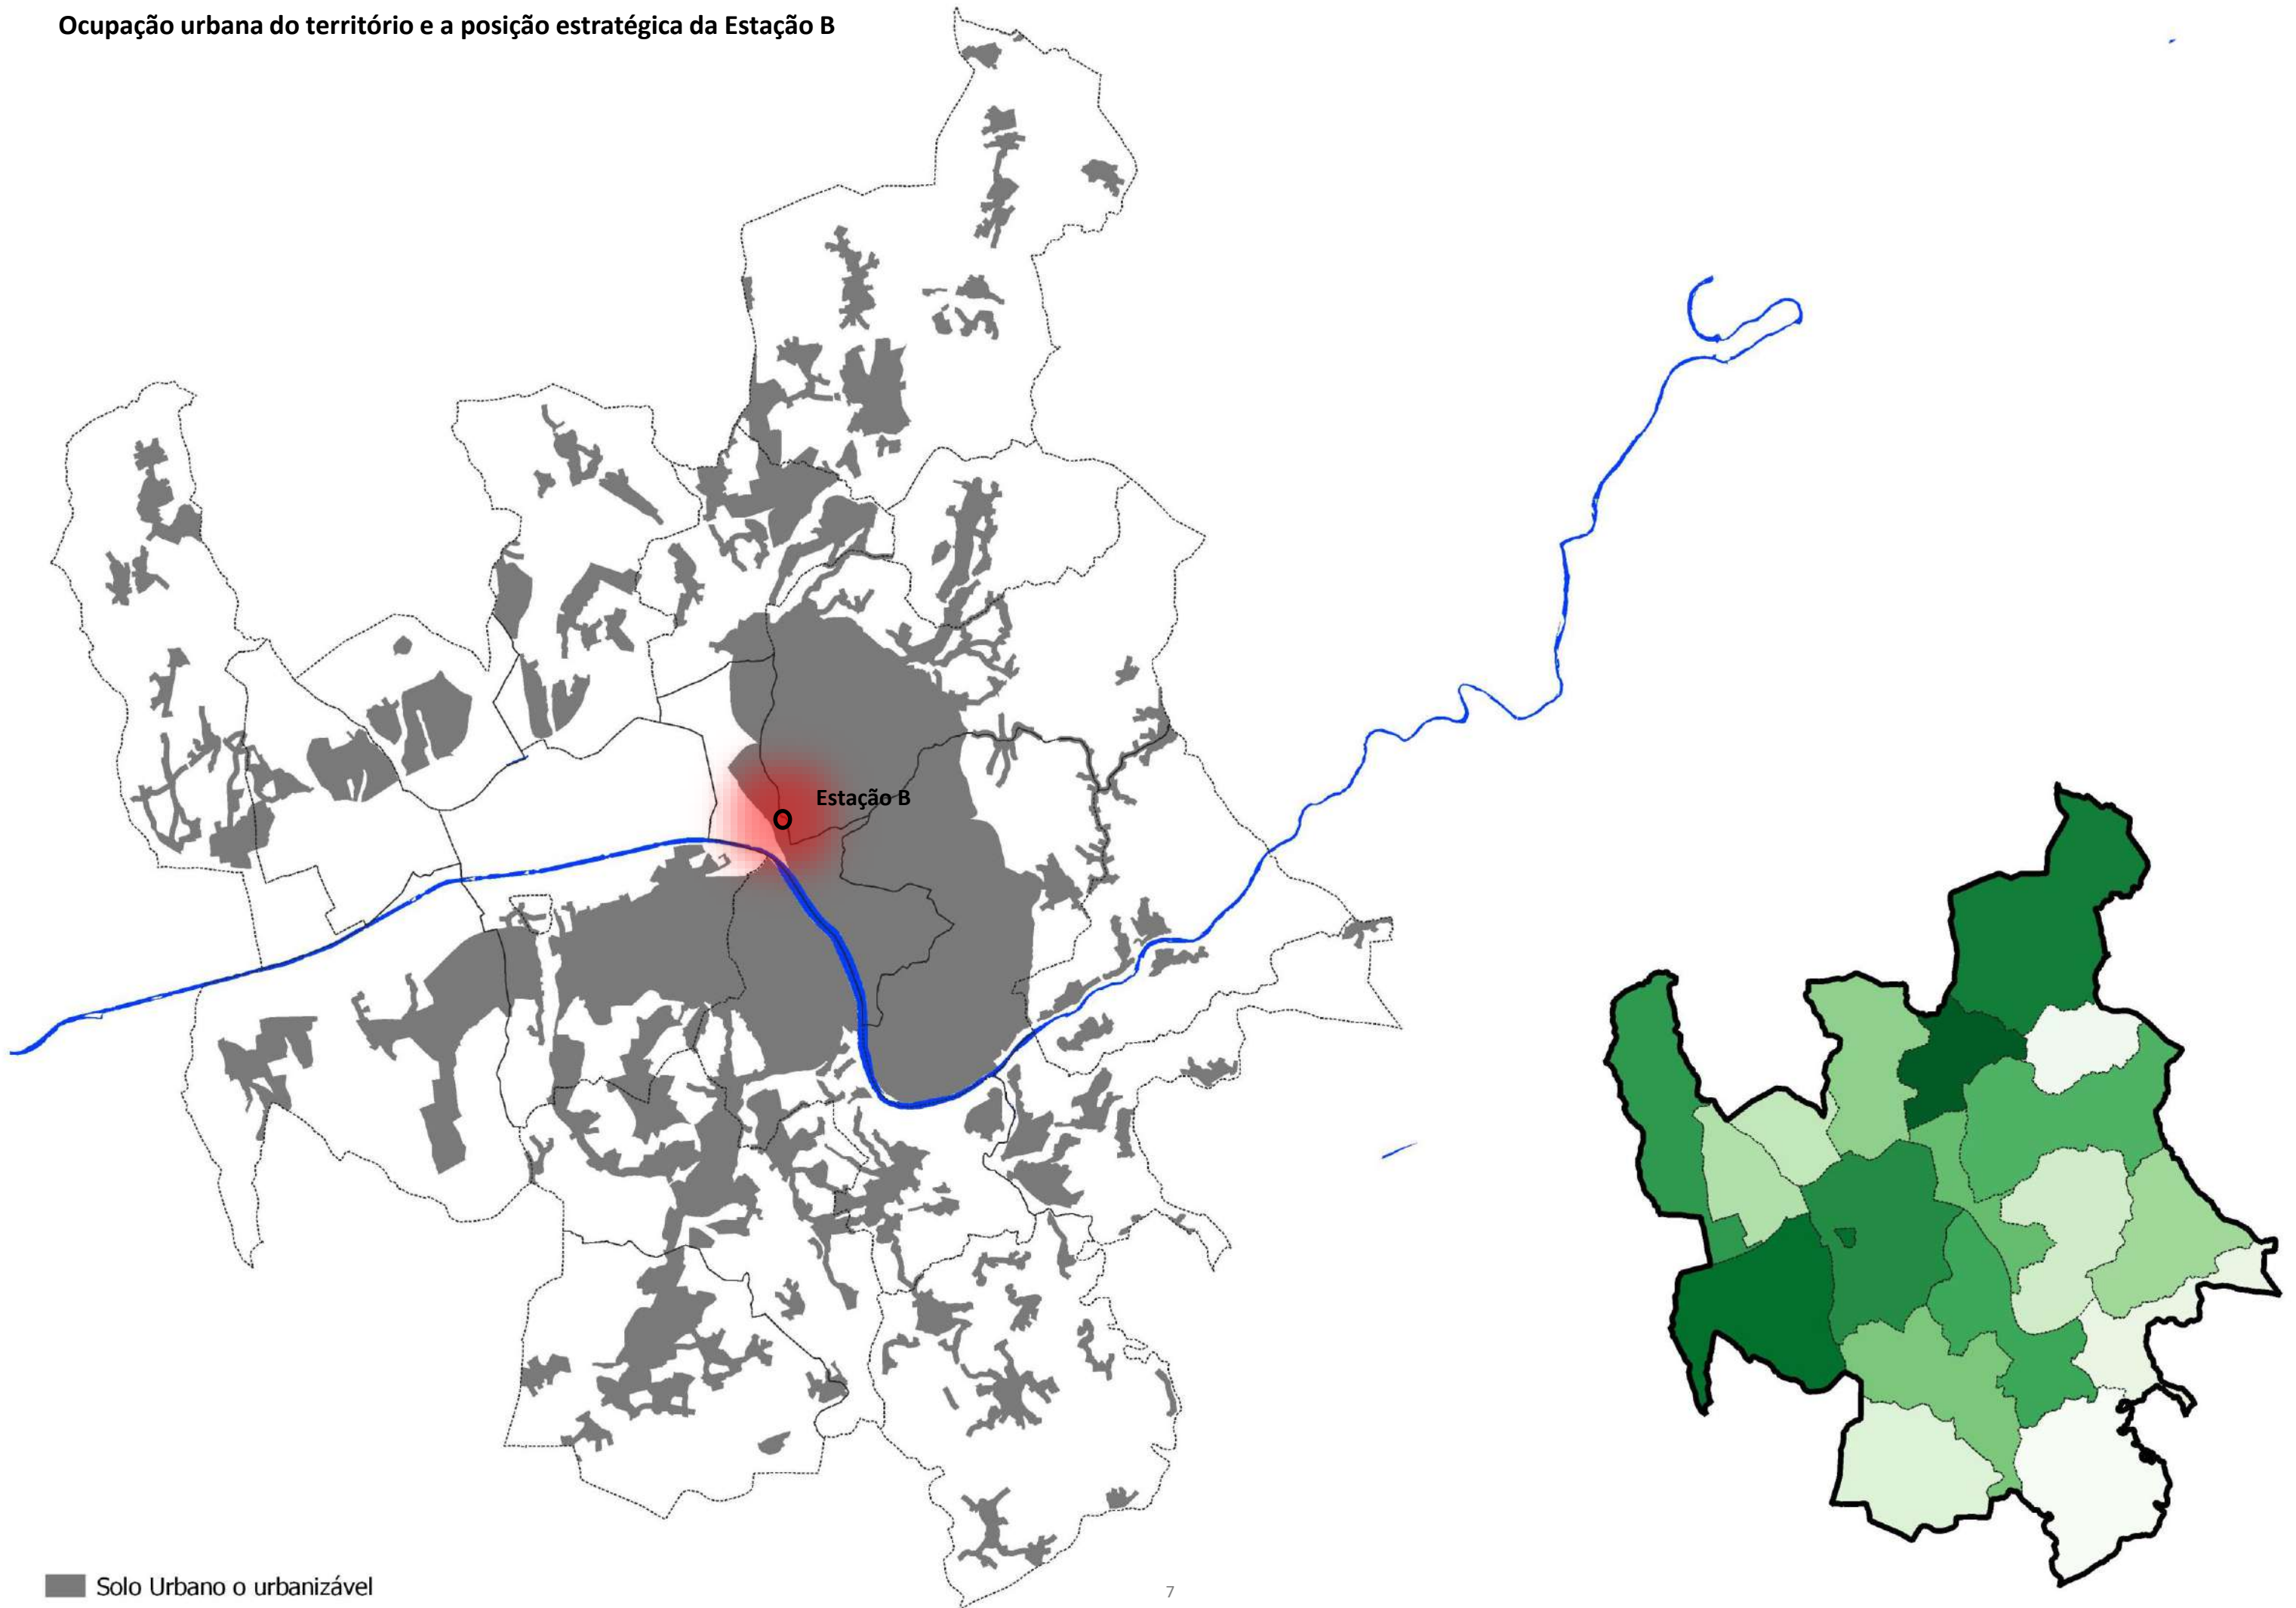 Ocupação urbana do território e a posição estratégica da Estação B
Estação B
Solo Urbano o urbanizável
7